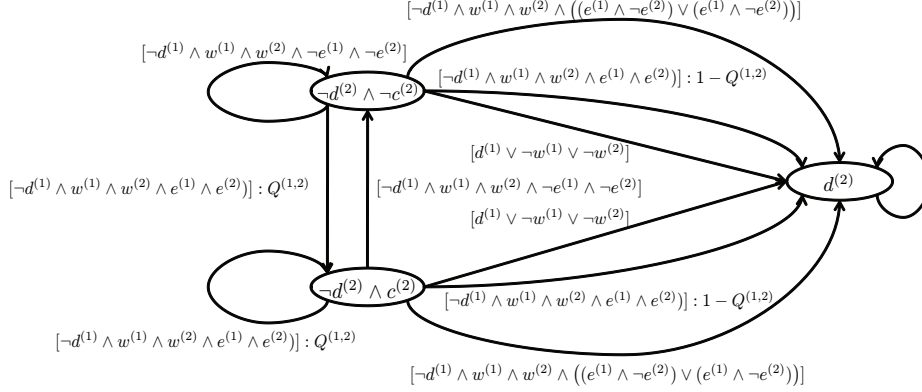 [¬d⁽¹⁾ ∧ w⁽¹⁾ ∧ w⁽²⁾ ∧ ((e⁽¹⁾ ∧ ¬e⁽²⁾) ∨ (e⁽¹⁾ ∧ ¬e⁽²⁾))]
[¬d⁽¹⁾ ∧ w⁽¹⁾ ∧ w⁽²⁾ ∧ ¬e⁽¹⁾ ∧ ¬e⁽²⁾]
[¬d⁽¹⁾ ∧ w⁽¹⁾ ∧ w⁽²⁾ ∧ e⁽¹⁾ ∧ e⁽²⁾)] : 1 − Q⁽¹,²⁾
¬d⁽²⁾ ∧ ¬c⁽²⁾
[d⁽¹⁾ ∨ ¬w⁽¹⁾ ∨ ¬w⁽²⁾]
[¬d⁽¹⁾ ∧ w⁽¹⁾ ∧ w⁽²⁾ ∧ e⁽¹⁾ ∧ e⁽²⁾)] : Q⁽¹,²⁾
[¬d⁽¹⁾ ∧ w⁽¹⁾ ∧ w⁽²⁾ ∧ ¬e⁽¹⁾ ∧ ¬e⁽²⁾]
d⁽²⁾
[d⁽¹⁾ ∨ ¬w⁽¹⁾ ∨ ¬w⁽²⁾]
¬d⁽²⁾ ∧ c⁽²⁾
[¬d⁽¹⁾ ∧ w⁽¹⁾ ∧ w⁽²⁾ ∧ e⁽¹⁾ ∧ e⁽²⁾)] : 1 − Q⁽¹,²⁾
[¬d⁽¹⁾ ∧ w⁽¹⁾ ∧ w⁽²⁾ ∧ e⁽¹⁾ ∧ e⁽²⁾)] : Q⁽¹,²⁾
[¬d⁽¹⁾ ∧ w⁽¹⁾ ∧ w⁽²⁾ ∧ ((e⁽¹⁾ ∧ ¬e⁽²⁾) ∨ (e⁽¹⁾ ∧ ¬e⁽²⁾))]